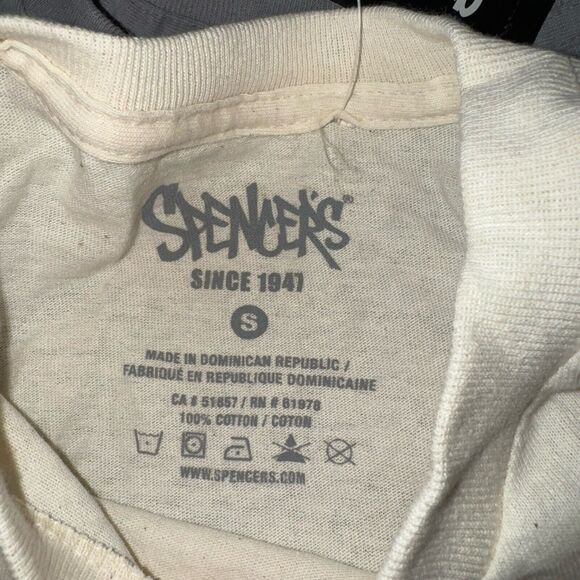 SPENCER'S®
SINCE 1947
S
MADE IN DOMINICAN REPUBLIC /
FABRIQUÉ EN REPUBLIQUE DOMINICAINE
CA # 51657 / RN # 61978
100% COTTON / COTON
WWW.SPENCERS.COM